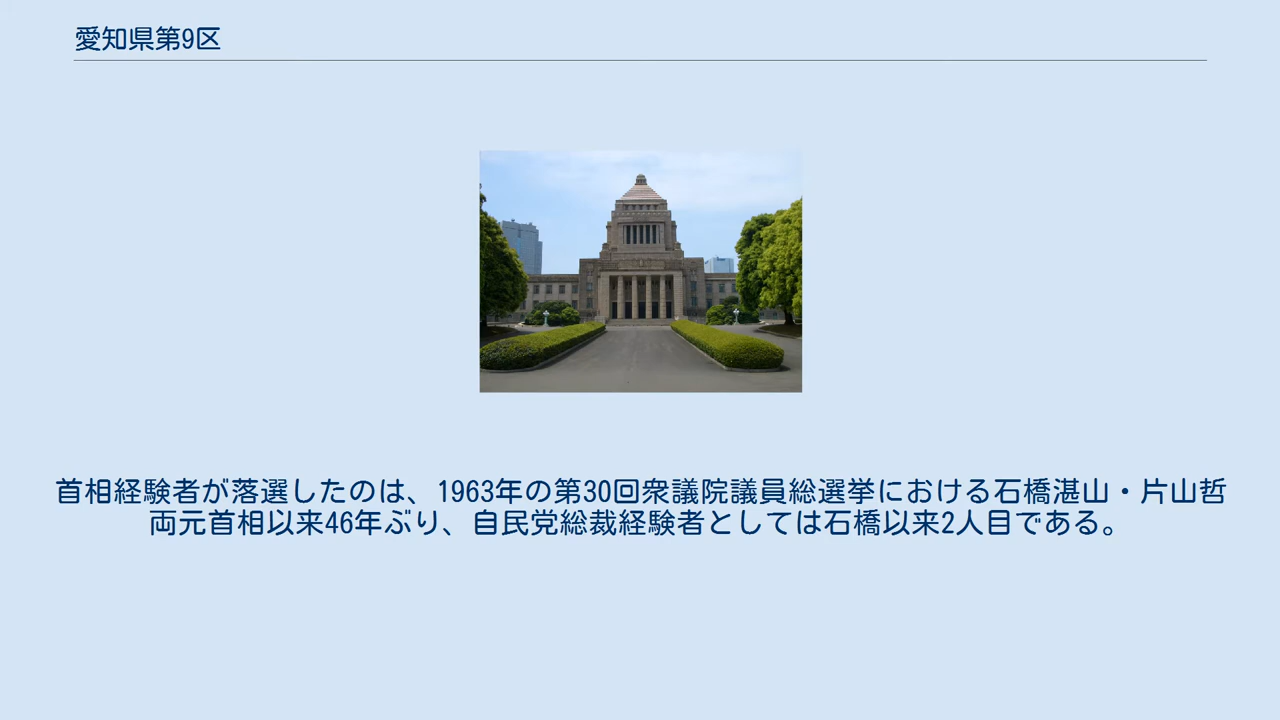 愛知県第9区
首相経験者が落選したのは、1963年の第30回衆議院議員総選挙における石橋湛山・片山哲
両元首相以来46年ぶり、自民党総裁経験者としては石橋以来2人目である。